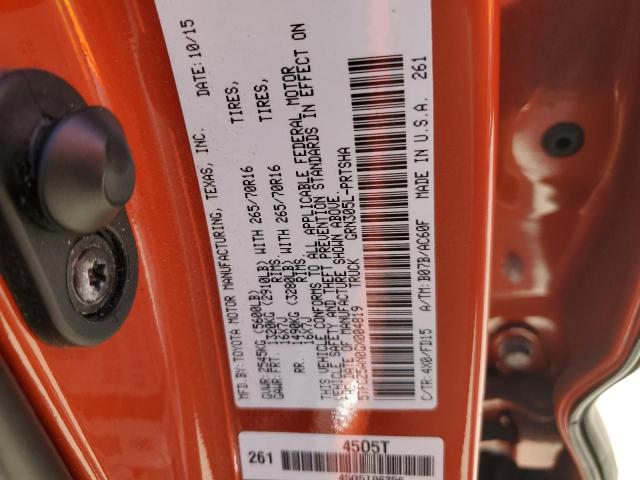 MFD.BY: TOYOTA MOTOR MANUFACTURING, TEXAS, INC. DATE: 10/15
GVWR: 2545KG (5600LB)
GAWR: FRT. 1320KG (2910LB) WITH 265/70R16 TIRES,
16X7J RIMS,
RR. 1490KG (3280LB) WITH 265/70R16 TIRES,
16X7J RIMS.
THIS VEHICLE CONFORMS TO ALL APPLICABLE FEDERAL MOTOR
VEHICLE SAFETY AND THEFT PREVENTION STANDARDS IN EFFECT ON
THE DATE OF MANUFACTURE SHOWN ABOVE.
TRUCK GRN305L-PRTSHA
C/TR: 4X0/FD15 A/TM: B07B/AC60F MADE IN U.S.A. 261
261 4505T